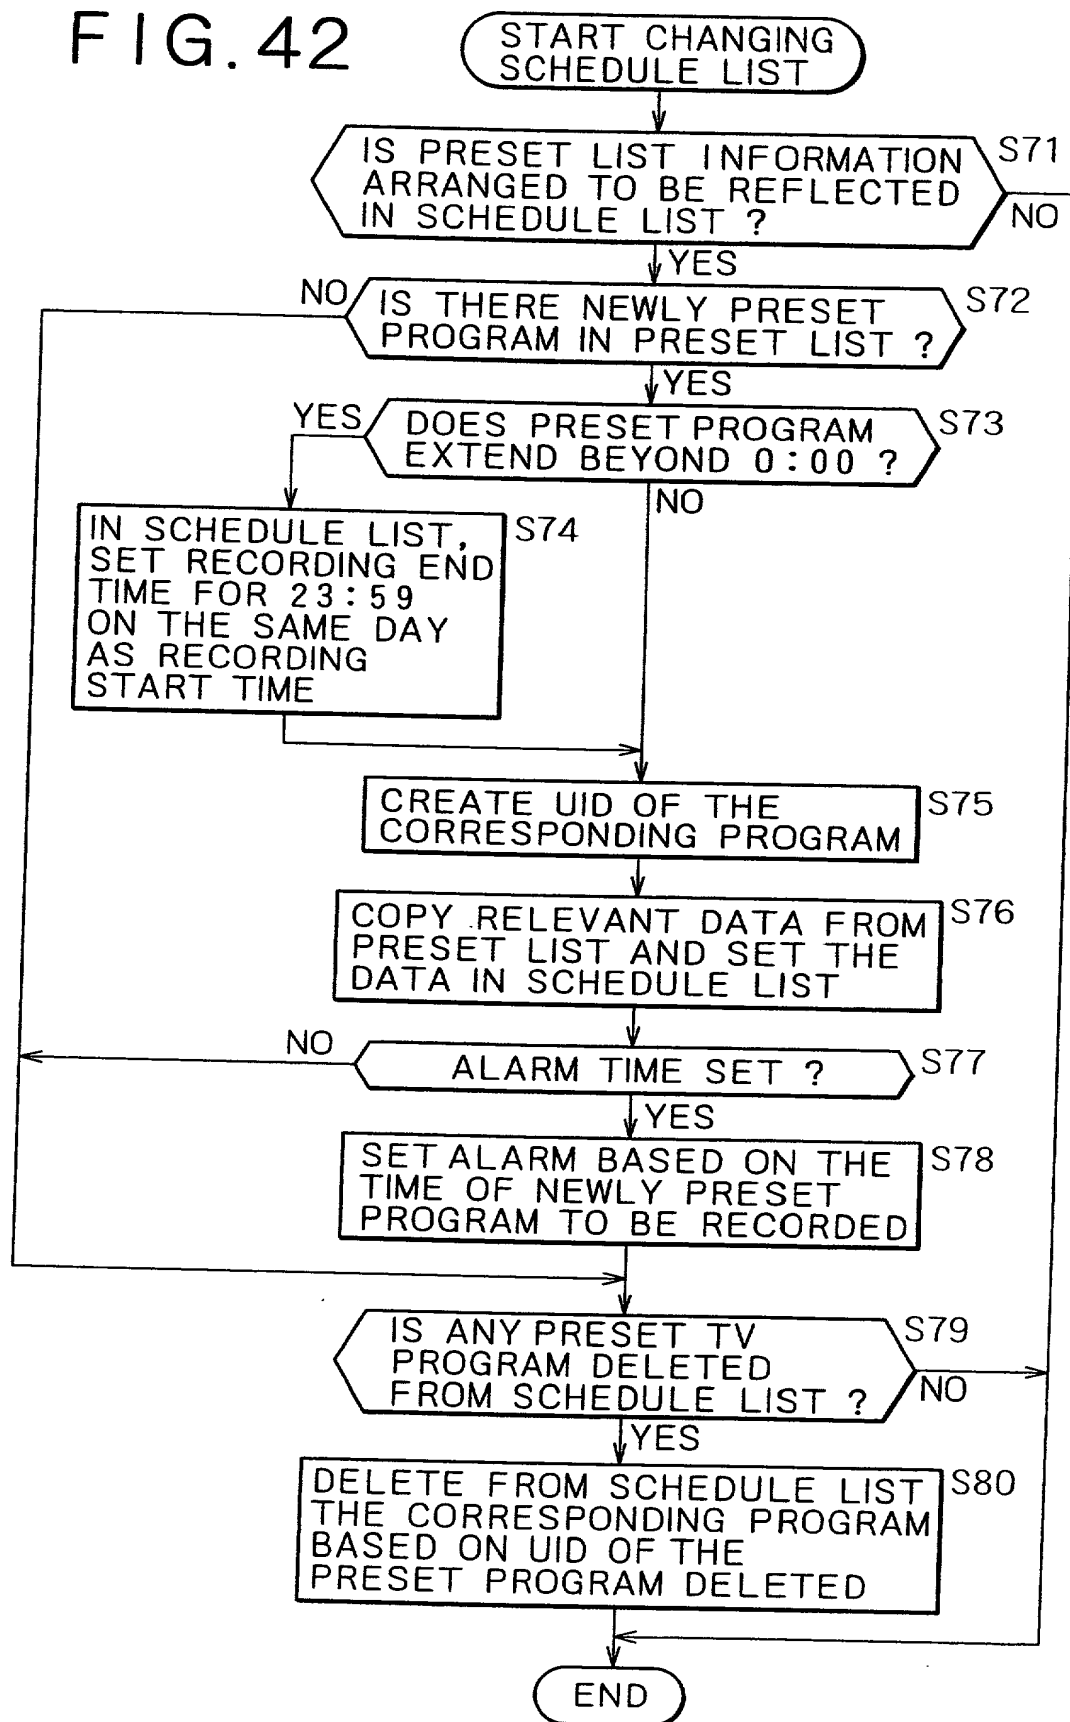 FIG. 42
START CHANGING
SCHEDULE LIST
IS PRESET LIST INFORMATION
ARRANGED TO BE REFLECTED
IN SCHEDULE LIST ?
S71
NO
YES
NO
IS THERE NEWLY PRESET
PROGRAM IN PRESET LIST ?
S72
YES
YES
DOES PRESET PROGRAM
EXTEND BEYOND 0:00 ?
S73
NO
IN SCHEDULE LIST,
SET RECORDING END
TIME FOR 23:59
ON THE SAME DAY
AS RECORDING
START TIME
S74
CREATE UID OF THE
CORRESPONDING PROGRAM
S75
COPY RELEVANT DATA FROM
PRESET LIST AND SET THE
DATA IN SCHEDULE LIST
S76
NO
ALARM TIME SET ?
S77
YES
SET ALARM BASED ON THE
TIME OF NEWLY PRESET
PROGRAM TO BE RECORDED
S78
IS ANY PRESET TV
PROGRAM DELETED
FROM SCHEDULE LIST ?
S79
NO
YES
DELETE FROM SCHEDULE LIST
THE CORRESPONDING PROGRAM
BASED ON UID OF THE
PRESET PROGRAM DELETED
S80
END